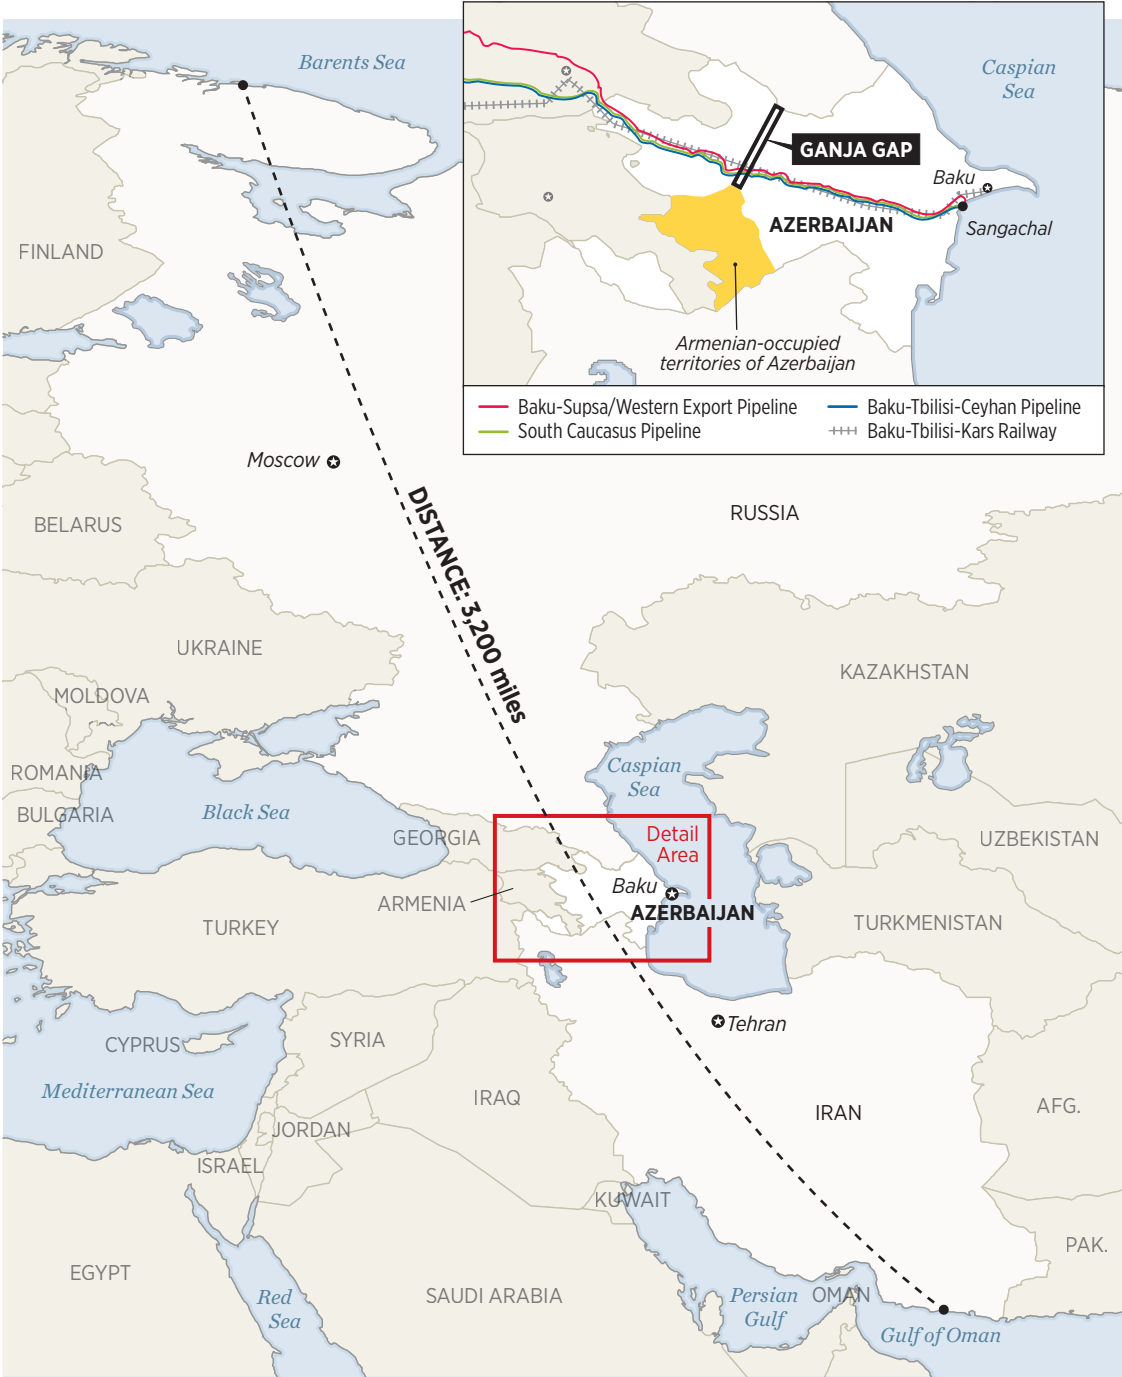 Barents Sea
Caspian
Sea
GANJA GAP
Baku
AZERBAIJAN
Sangachal
Armenian-occupied
territories of Azerbaijan
Baku-Supsa/Western Export Pipeline
Baku-Tbilisi-Ceyhan Pipeline
South Caucasus Pipeline
Baku-Tbilisi-Kars Railway
FINLAND
Moscow
RUSSIA
BELARUS
DISTANCE: 3,200 miles
UKRAINE
KAZAKHSTAN
MOLDOVA
ROMANIA
Caspian
Sea
BULGARIA
Black Sea
GEORGIA
Detail
Area
UZBEKISTAN
Baku
ARMENIA
AZERBAIJAN
TURKEY
TURKMENISTAN
Tehran
CYPRUS
SYRIA
Mediterranean Sea
IRAQ
IRAN
AFG.
JORDAN
ISRAEL
KUWAIT
PAK.
EGYPT
Red
Sea
SAUDI ARABIA
Persian
Gulf
OMAN
Gulf of Oman